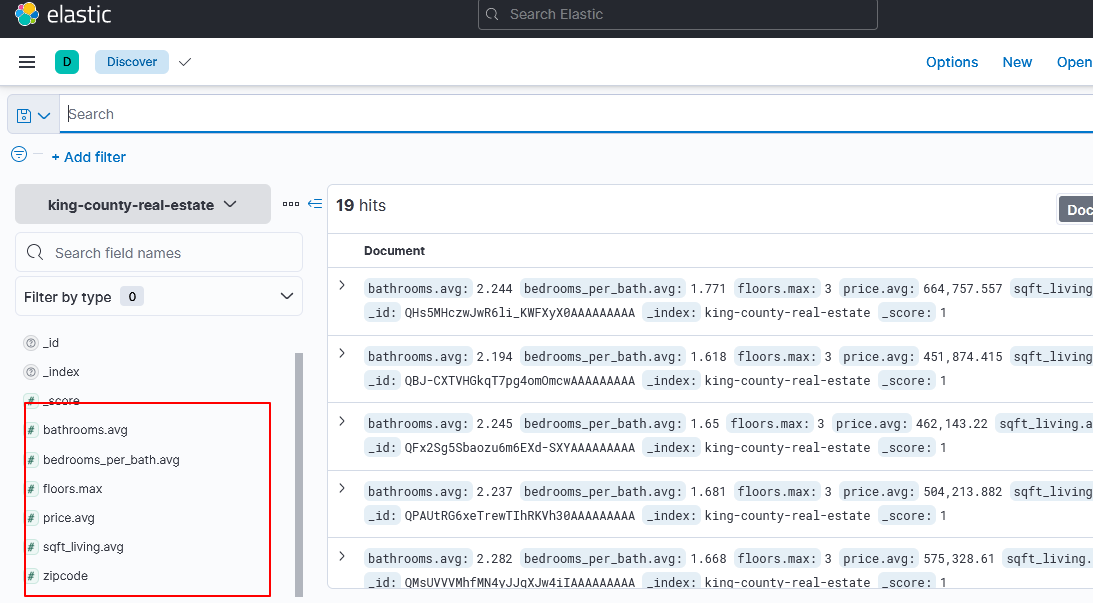 elastic
Search Elastic
D Discover Options New Open
Search
+ Add filter
king-county-real-estate
19 hits
Doc
Search field names
Document
Filter by type 0
bathrooms.avg: 2.244 bedrooms_per_bath.avg: 1.771 floors.max: 3 price.avg: 664,757.557 sqft_living
_id: QHs5MHczwJwR6li_KWFXyX0AAAAAAAAA _index: king-county-real-estate _score: 1
_id
_index
_score
bathrooms.avg
bedrooms_per_bath.avg
floors.max
price.avg
sqft_living.avg
zipcode
bathrooms.avg: 2.194 bedrooms_per_bath.avg: 1.618 floors.max: 3 price.avg: 451,874.415 sqft_living
_id: QBJ-CXTVHGkqT7pg4omOmcwAAAAAAAAA _index: king-county-real-estate _score: 1
bathrooms.avg: 2.245 bedrooms_per_bath.avg: 1.65 floors.max: 3 price.avg: 462,143.22 sqft_living.a
_id: QFx2Sg5Sbaozu6m6EXd-SXYAAAAAAAAA _index: king-county-real-estate _score: 1
bathrooms.avg: 2.237 bedrooms_per_bath.avg: 1.681 floors.max: 3 price.avg: 504,213.882 sqft_living
_id: QPAUtRG6xeTrewTIhRKVh30AAAAAAAAA _index: king-county-real-estate _score: 1
bathrooms.avg: 2.282 bedrooms_per_bath.avg: 1.668 floors.max: 3 price.avg: 575,328.61 sqft_living.
_id: QMsUVVVMhfMN4yJJqXJw4iIAAAAAAAAA _index: king-county-real-estate _score: 1